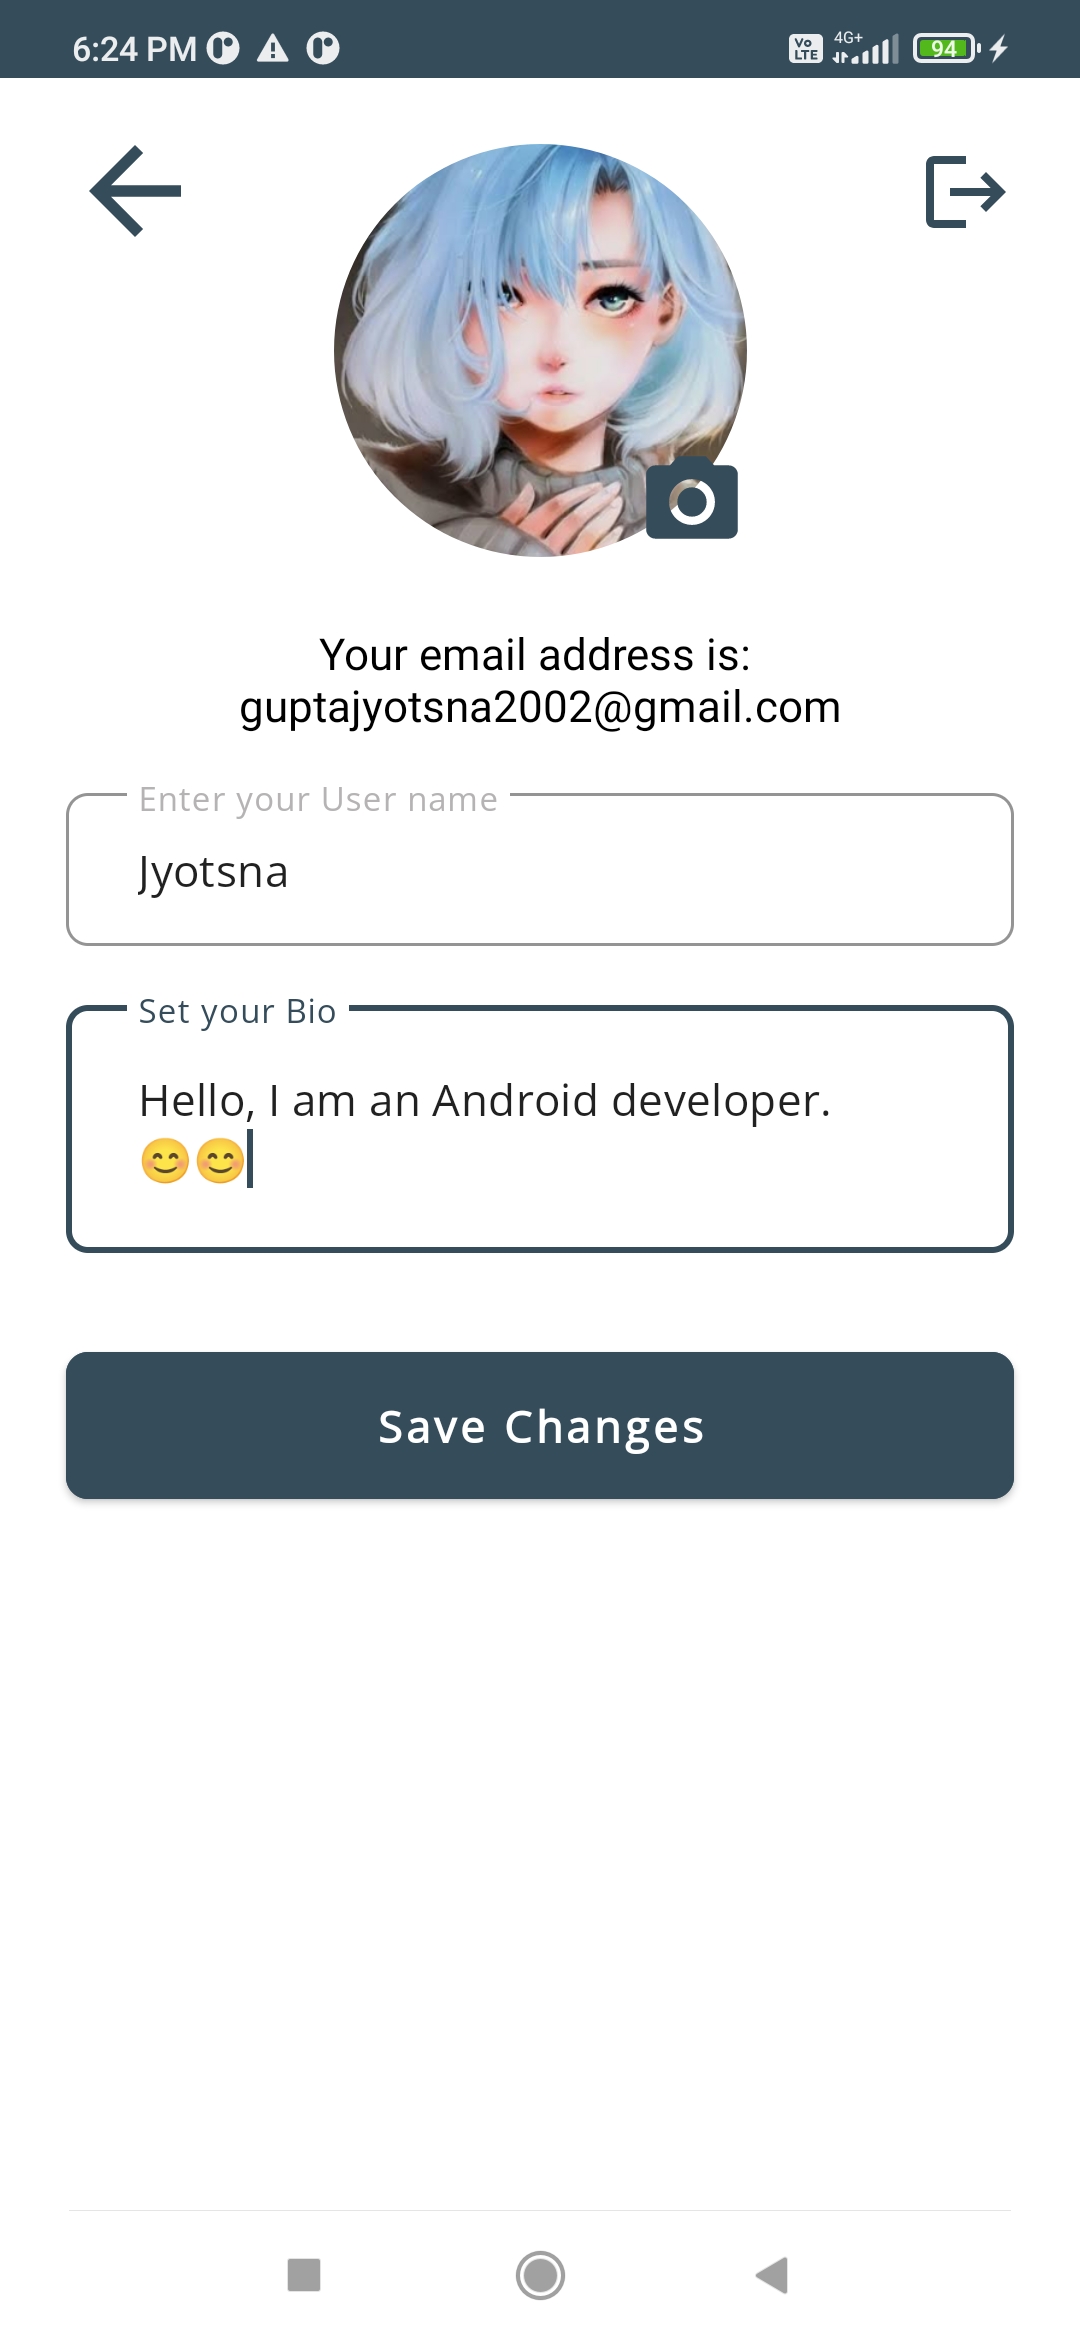 6:24 PM
Vo LTE 4G+ 94
Your email address is:
guptajyotsna2002@gmail.com
Enter your User name
Jyotsna
Set your Bio
Hello, I am an Android developer.
😊😊
Save Changes